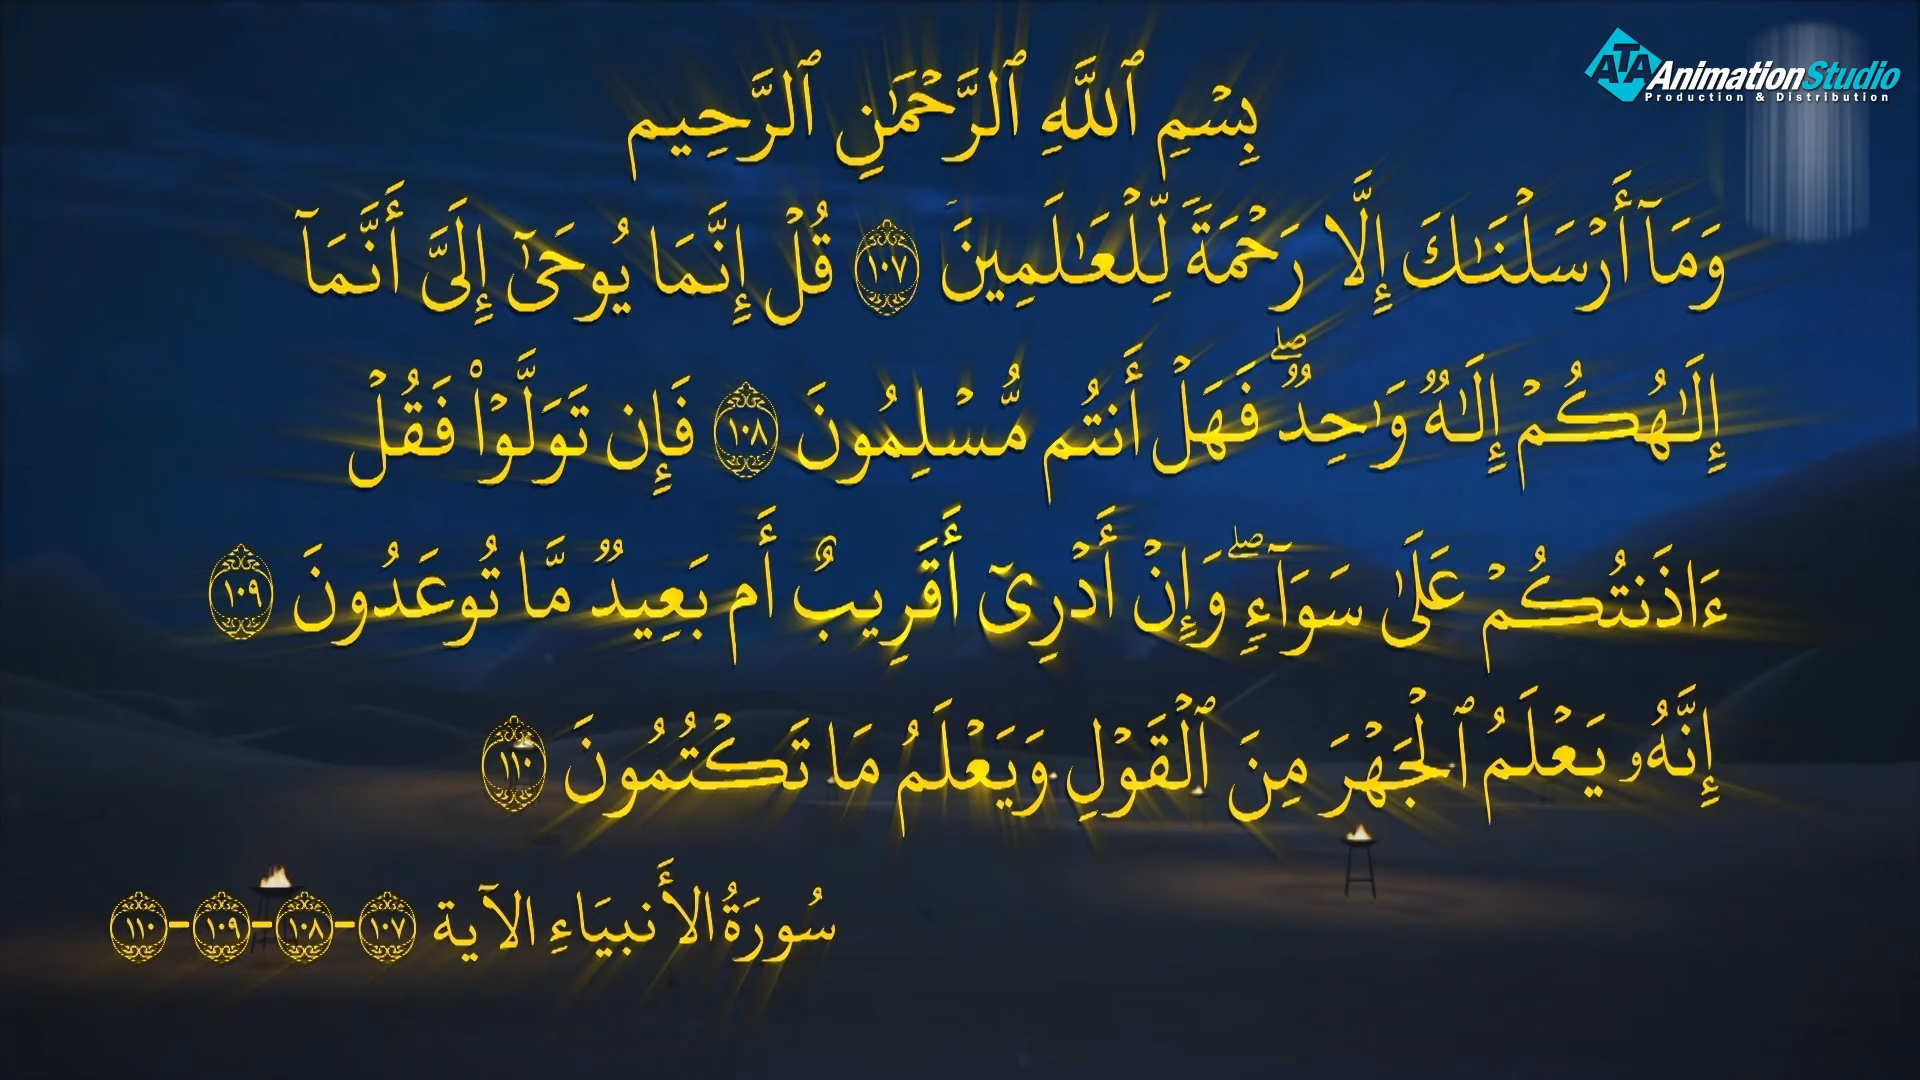 ATA AnimationStudio
Production & Distribution
بِسْمِ ٱللَّهِ ٱلرَّحْمَٰنِ ٱلرَّحِيمِ
وَمَآ أَرْسَلْنَٰكَ إِلَّا رَحْمَةً لِّلْعَٰلَمِينَ ١٠٧ قُلْ إِنَّمَا يُوحَىٰٓ إِلَىَّ أَنَّمَآ
إِلَٰهُكُمْ إِلَٰهٌ وَٰحِدٌ ۖ فَهَلْ أَنتُم مُّسْلِمُونَ ١٠٨ فَإِن تَوَلَّوْا۟ فَقُلْ
ءَاذَنتُكُمْ عَلَىٰ سَوَآءٍ ۖ وَإِنْ أَدْرِىٓ أَقَرِيبٌ أَم بَعِيدٌ مَّا تُوعَدُونَ ١٠٩
إِنَّهُۥ يَعْلَمُ ٱلْجَهْرَ مِنَ ٱلْقَوْلِ وَيَعْلَمُ مَا تَكْتُمُونَ ١١٠
سُورَةُ الأَنبيَاءِ الآية ١٠٧-١٠٨-١٠٩-١١٠